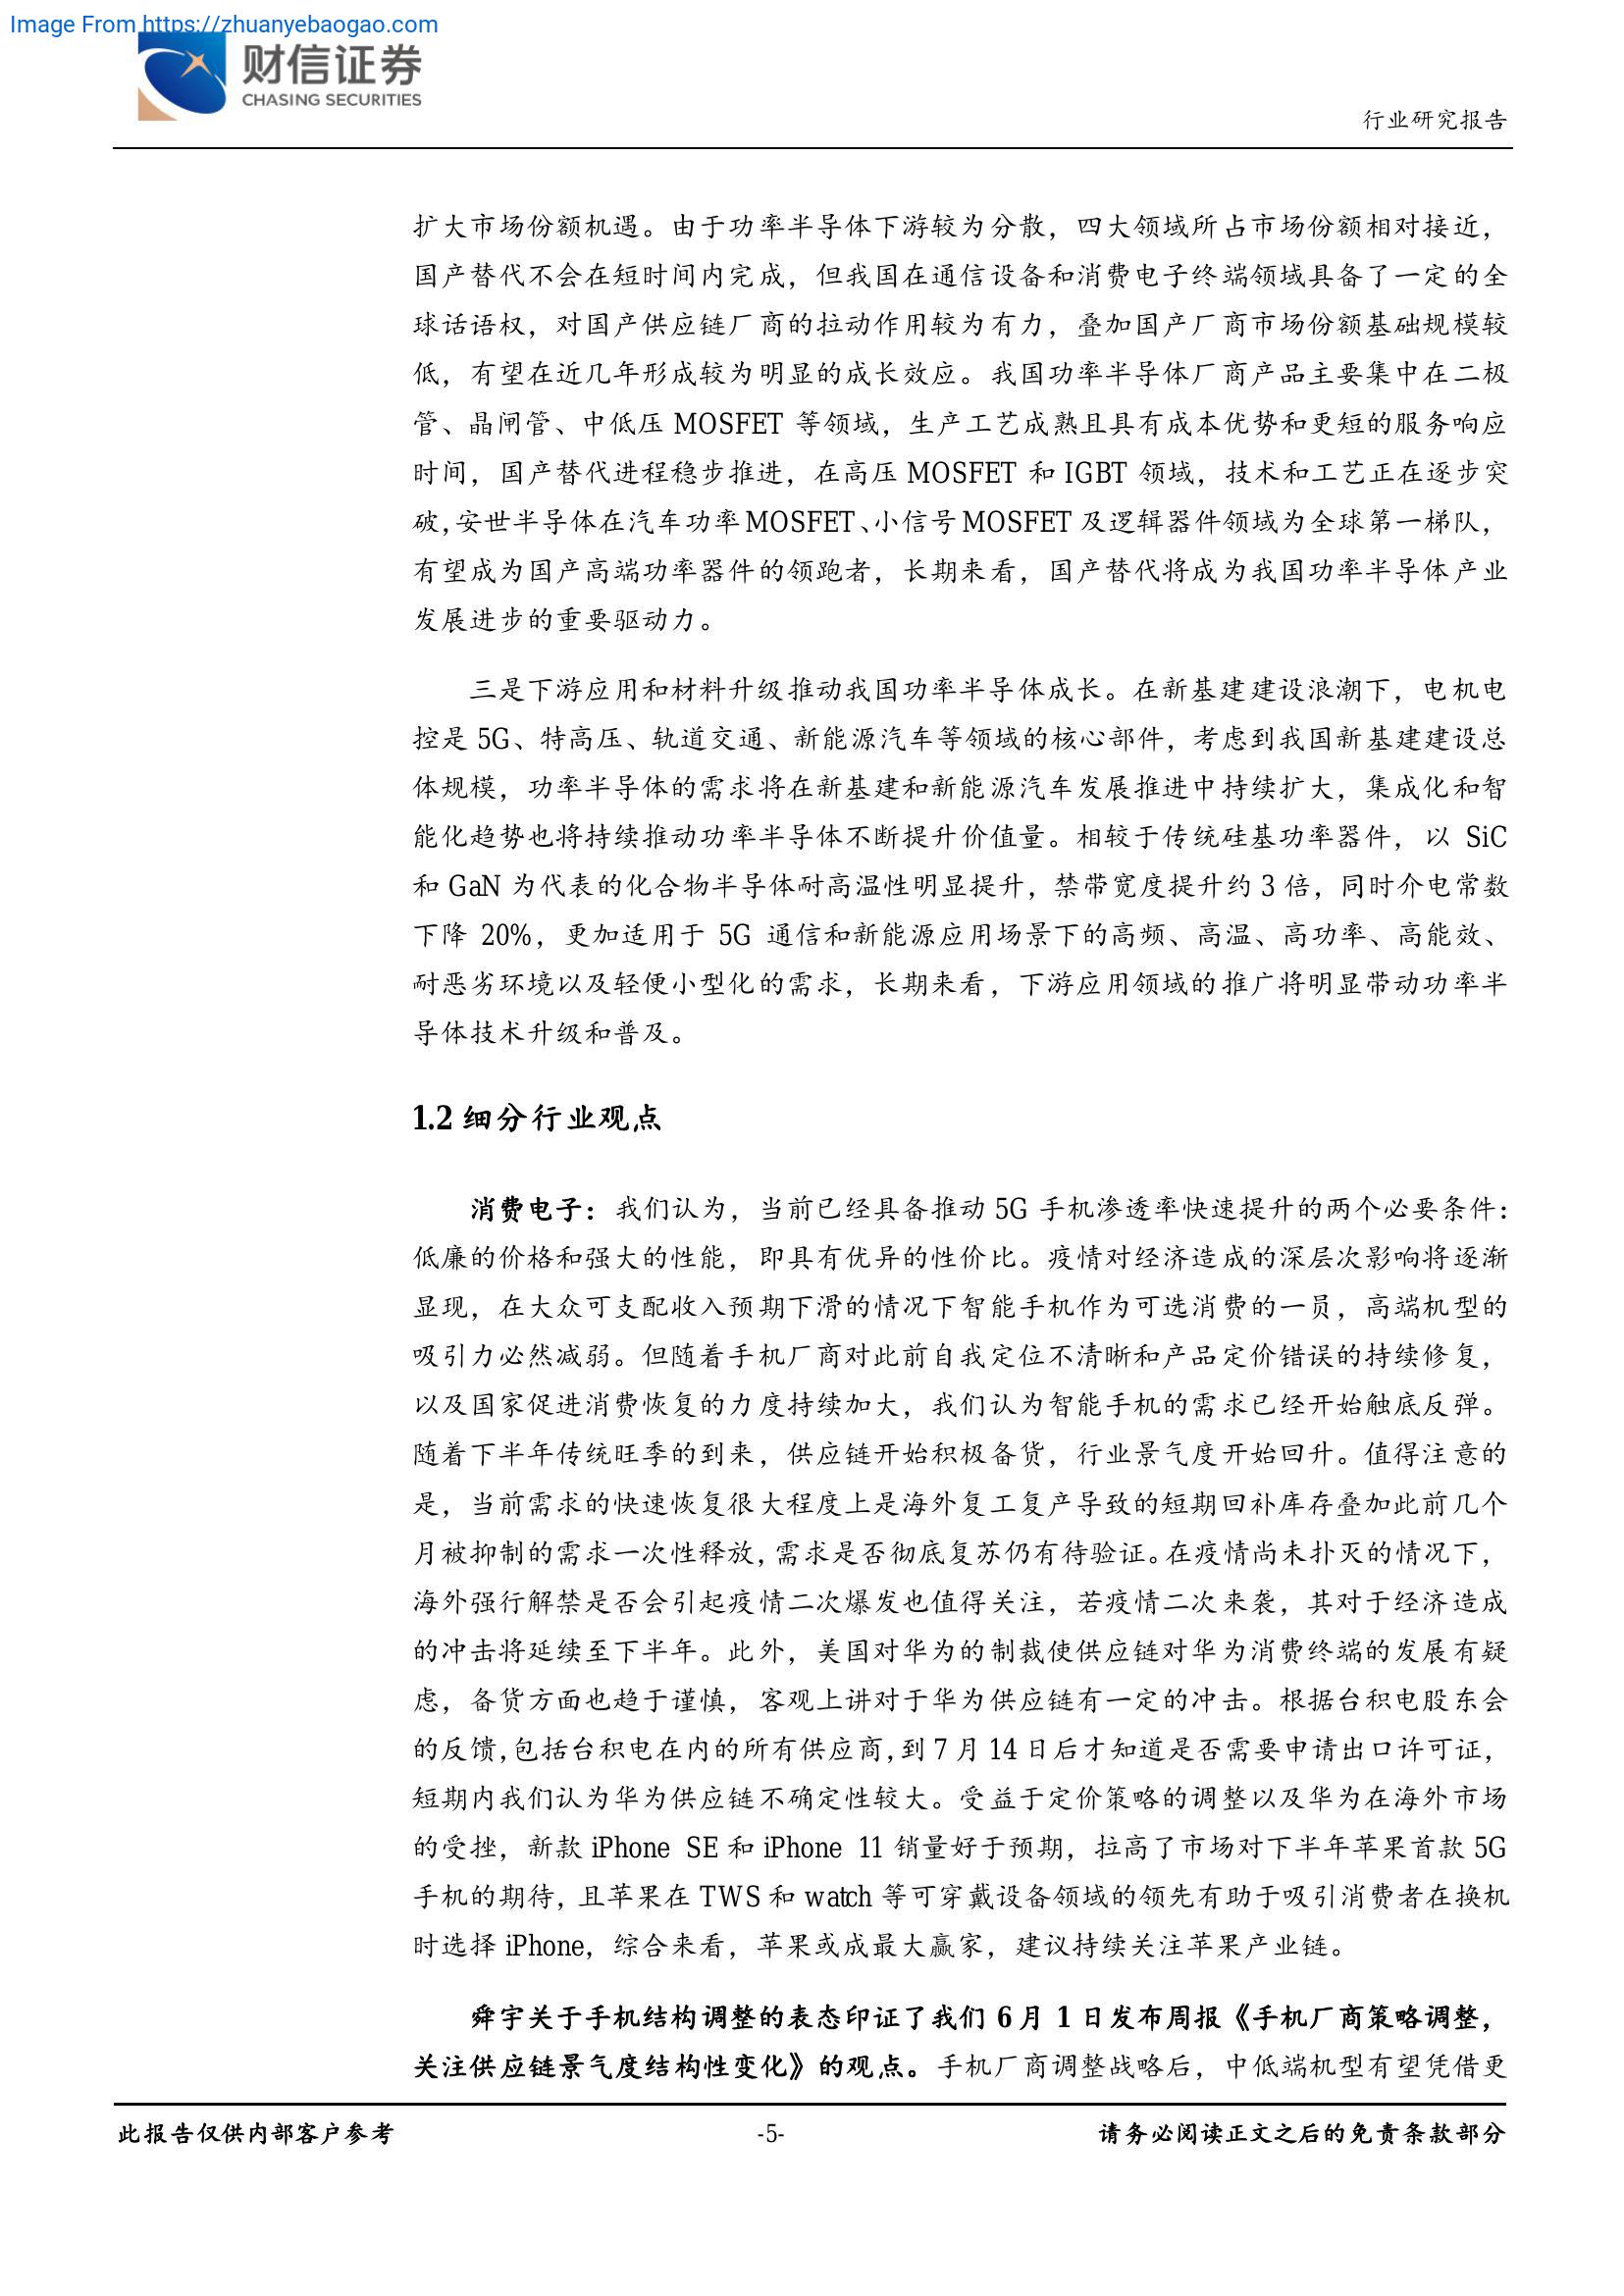 Image From https://zhuanyebaogao.com
财信证券
CHASING SECURITIES
行业研究报告
扩大市场份额机遇。由于功率半导体下游较为分散，四大领域所占市场份额相对接近，
国产替代不会在短时间内完成，但我国在通信设备和消费电子终端领域具备了一定的全
球话语权，对国产供应链厂商的拉动作用较为有力，叠加国产厂商市场份额基础规模较
低，有望在近几年形成较为明显的成长效应。我国功率半导体厂商产品主要集中在二极
管、晶闸管、中低压 MOSFET 等领域，生产工艺成熟且具有成本优势和更短的服务响应
时间，国产替代进程稳步推进，在高压 MOSFET 和 IGBT 领域，技术和工艺正在逐步突
破，安世半导体在汽车功率 MOSFET、小信号 MOSFET 及逻辑器件领域为全球第一梯队，
有望成为国产高端功率器件的领跑者，长期来看，国产替代将成为我国功率半导体产业
发展进步的重要驱动力。
三是下游应用和材料升级推动我国功率半导体成长。在新基建建设浪潮下，电机电
控是 5G、特高压、轨道交通、新能源汽车等领域的核心部件，考虑到我国新基建建设总
体规模，功率半导体的需求将在新基建和新能源汽车发展推进中持续扩大，集成化和智
能化趋势也将持续推动功率半导体不断提升价值量。相较于传统硅基功率器件，以 SiC
和 GaN 为代表的化合物半导体耐高温性明显提升，禁带宽度提升约 3 倍，同时介电常数
下降 20%，更加适用于 5G 通信和新能源应用场景下的高频、高温、高功率、高能效、
耐恶劣环境以及轻便小型化的需求，长期来看，下游应用领域的推广将明显带动功率半
导体技术升级和普及。
1.2 细分行业观点
消费电子：我们认为，当前已经具备推动 5G 手机渗透率快速提升的两个必要条件：
低廉的价格和强大的性能，即具有优异的性价比。疫情对经济造成的深层次影响将逐渐
显现，在大众可支配收入预期下滑的情况下智能手机作为可选消费的一员，高端机型的
吸引力必然减弱。但随着手机厂商对此前自我定位不清晰和产品定价错误的持续修复，
以及国家促进消费恢复的力度持续加大，我们认为智能手机的需求已经开始触底反弹。
随着下半年传统旺季的到来，供应链开始积极备货，行业景气度开始回升。值得注意的
是，当前需求的快速恢复很大程度上是海外复工复产导致的短期回补库存叠加此前几个
月被抑制的需求一次性释放，需求是否彻底复苏仍有待验证。在疫情尚未扑灭的情况下，
海外强行解禁是否会引起疫情二次爆发也值得关注，若疫情二次来袭，其对于经济造成
的冲击将延续至下半年。此外，美国对华为的制裁使供应链对华为消费终端的发展有疑
虑，备货方面也趋于谨慎，客观上讲对于华为供应链有一定的冲击。根据台积电股东会
的反馈，包括台积电在内的所有供应商，到 7 月 14 日后才知道是否需要申请出口许可证，
短期内我们认为华为供应链不确定性较大。受益于定价策略的调整以及华为在海外市场
的受挫，新款 iPhone SE 和 iPhone 11 销量好于预期，拉高了市场对下半年苹果首款 5G
手机的期待，且苹果在 TWS 和 watch 等可穿戴设备领域的领先有助于吸引消费者在换机
时选择 iPhone，综合来看，苹果或成最大赢家，建议持续关注苹果产业链。
舜宇关于手机结构调整的表态印证了我们 6 月 1 日发布周报《手机厂商策略调整，
关注供应链景气度结构性变化》的观点。手机厂商调整战略后，中低端机型有望凭借更
此报告仅供内部客户参考
-5-
请务必阅读正文之后的免责条款部分